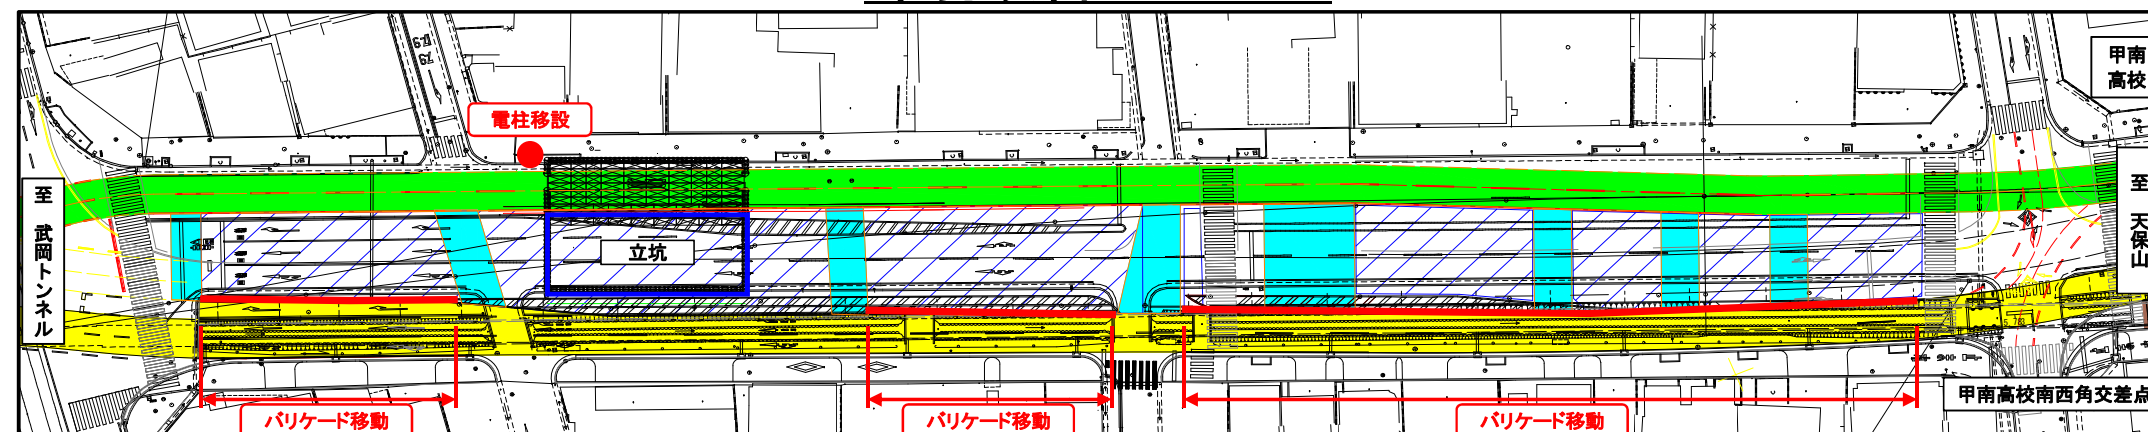 甲南
高校
電柱移設
至 武岡トンネル
立坑
至 天保山
甲南高校南西角交差点
バリケード移動
バリケード移動
バリケード移動